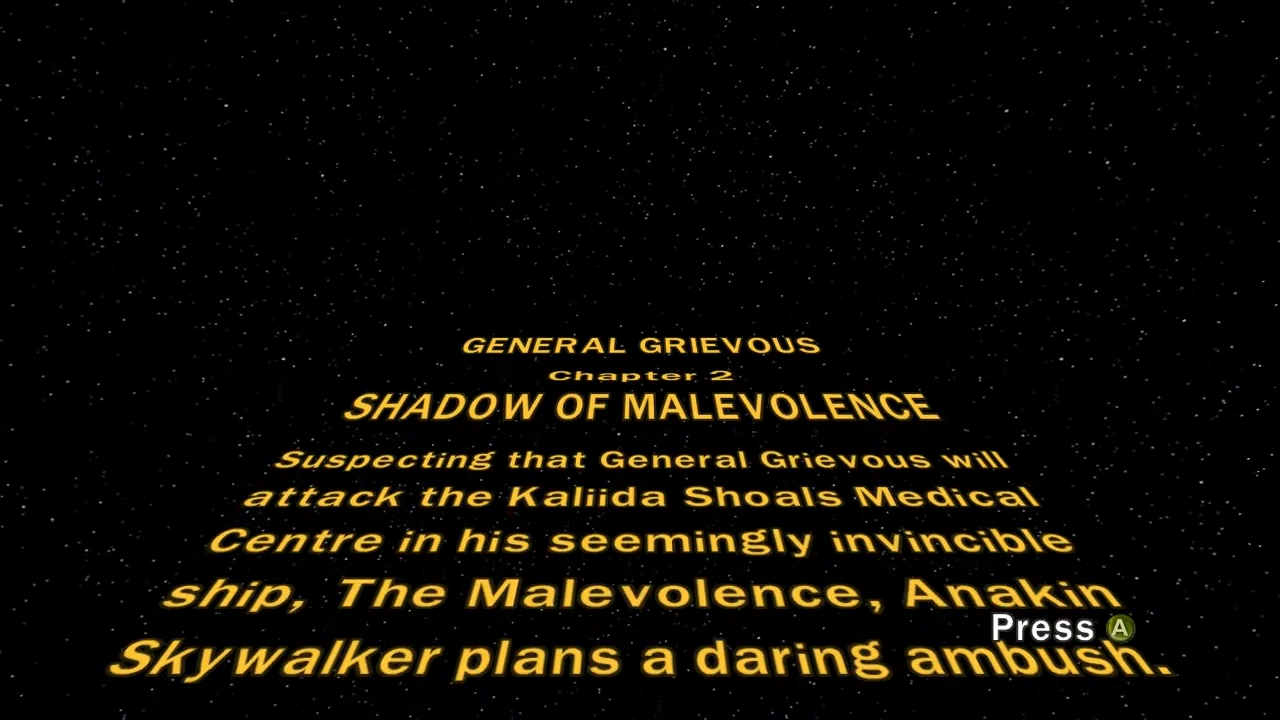 GENERAL GRIEVOUS
Chapter 2
SHADOW OF MALEVOLENCE
Suspecting that General Grievous will
attack the Kaliida Shoals Medical
Centre in his seemingly invincible
ship, The Malevolence, Anakin
Skywalker plans a daring ambush.
Press A